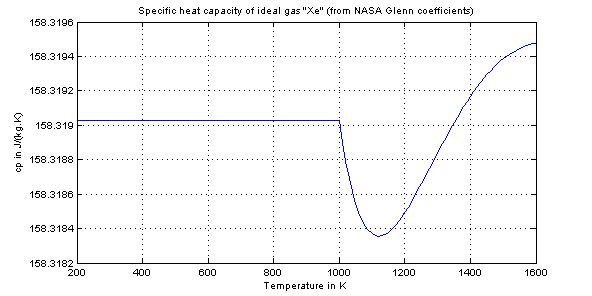 Specific heat capacity of ideal gas "Xe" (from NASA Glenn coefficients)
158.3196
158.3194
158.3192
158.319
158.3188
158.3186
158.3184
158.3182
cp in J/(kg.K)
200 400 600 800 1000 1200 1400 1600
Temperature in K